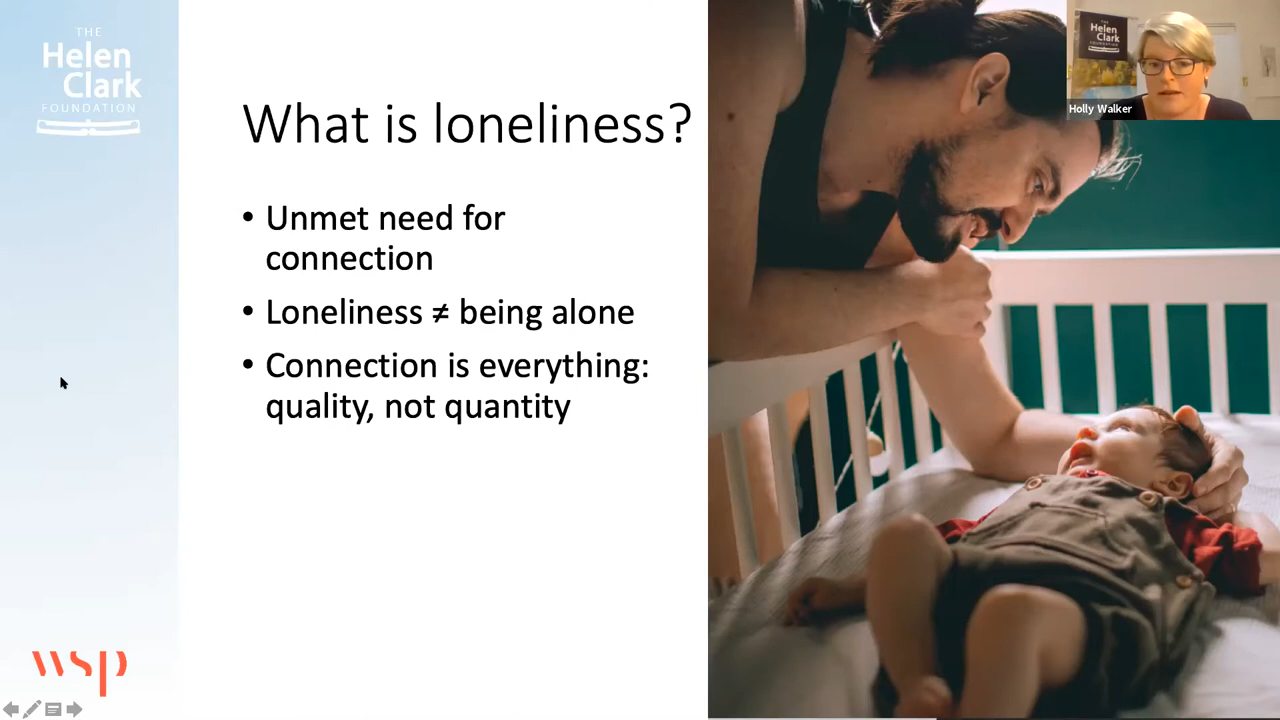 THE
Helen
Clark
FOUNDATION
What is loneliness?
• Unmet need for
connection
• Loneliness ≠ being alone
• Connection is everything:
quality, not quantity
wsp
THE
Helen
Clark
FOUNDATION
Holly Walker